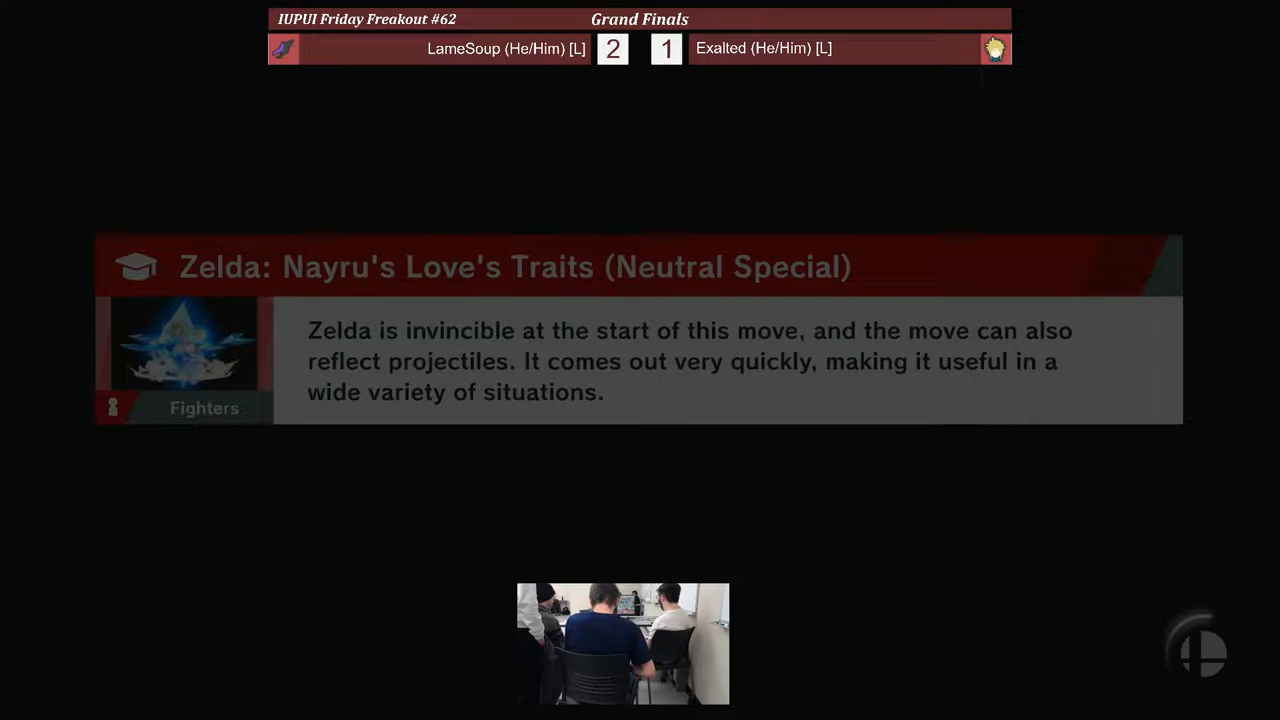 IUPUI Friday Freakout #62
Grand Finals
LameSoup (He/Him) [L]
2
1
Exalted (He/Him) [L]
Zelda: Nayru's Love's Traits (Neutral Special)
Zelda is invincible at the start of this move, and the move can also
reflect projectiles. It comes out very quickly, making it useful in a
wide variety of situations.
Fighters